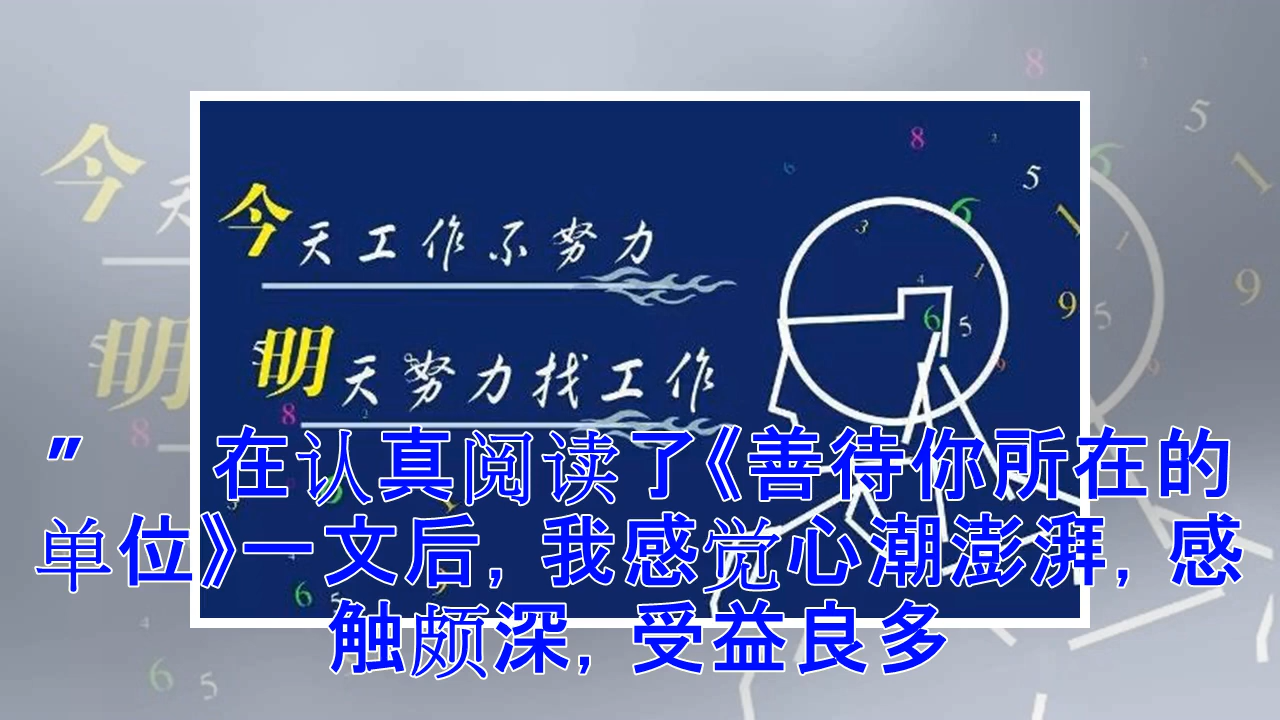 今天工作不努力
明天努力找工作
” 在认真阅读了《善待你所在的
单位》一文后，我感觉心潮澎湃，感
触颇深，受益良多